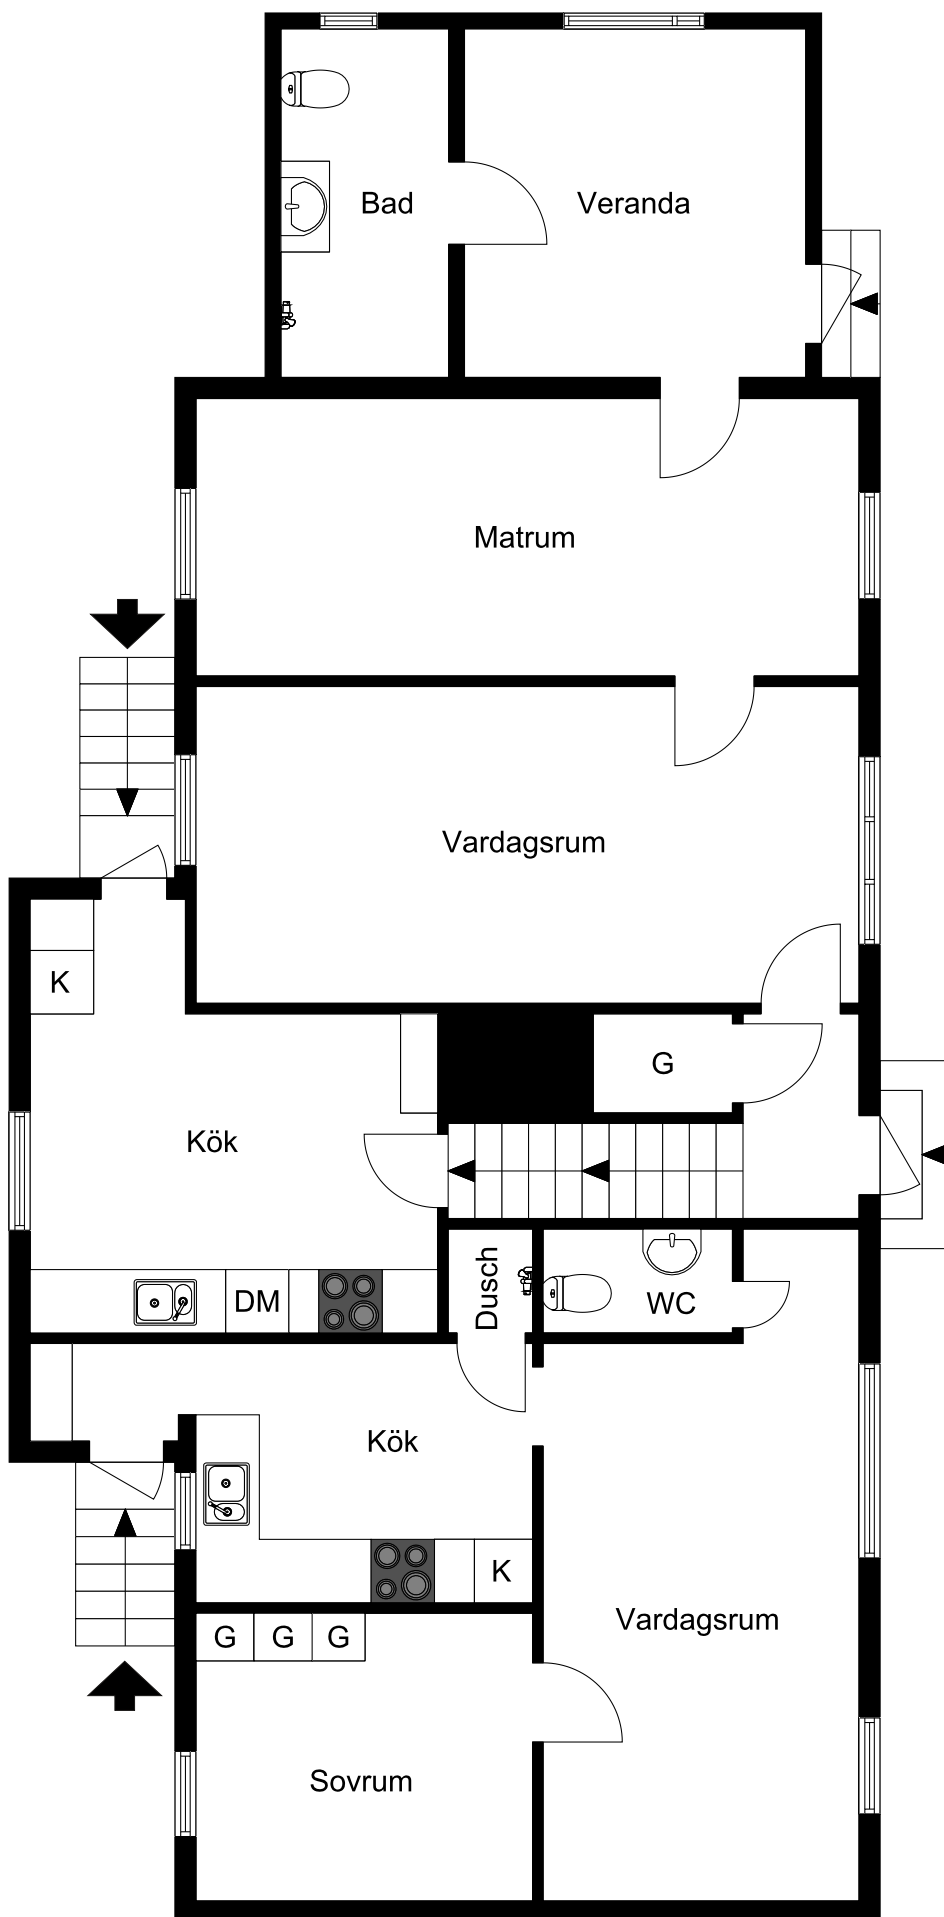 Bad
Veranda
Matrum
Vardagsrum
K
G
Kök
Dusch
DM
WC
Kök
K
Vardagsrum
G G G
Sovrum